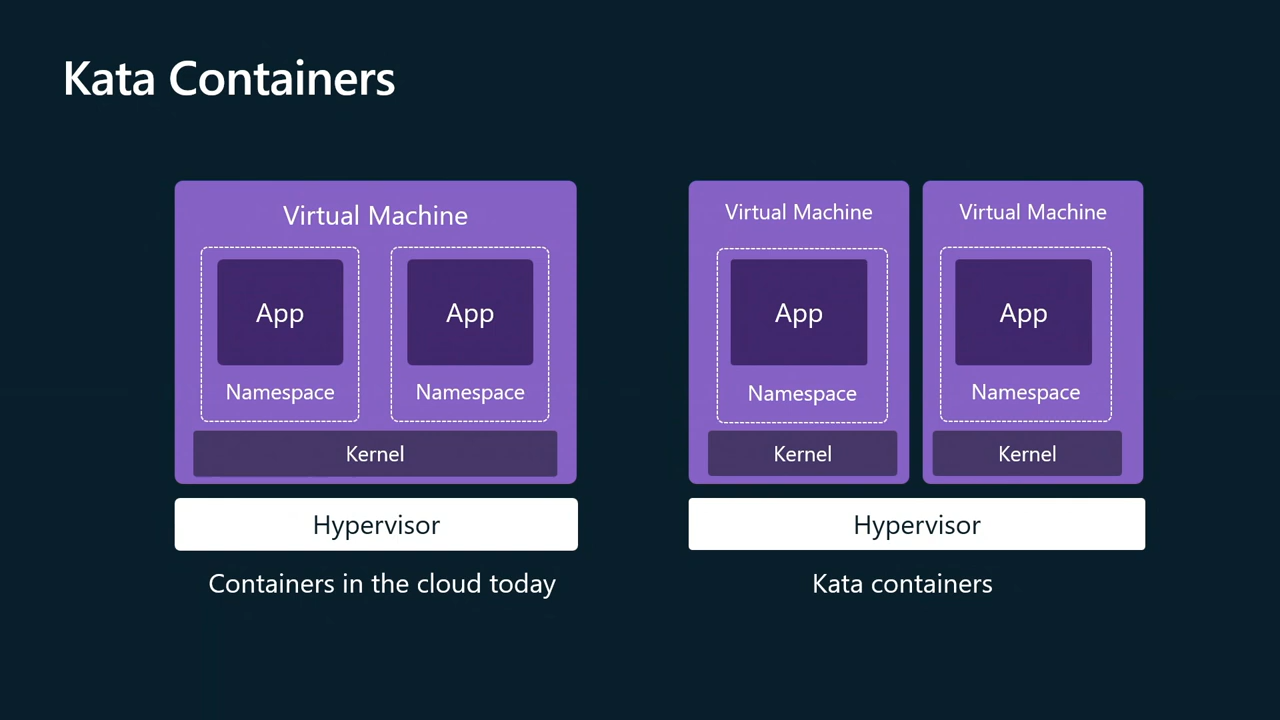 Kata Containers
Virtual Machine
App
App
Namespace
Namespace
Kernel
Hypervisor
Containers in the cloud today
Virtual Machine
App
Namespace
Kernel
Virtual Machine
App
Namespace
Kernel
Hypervisor
Kata containers